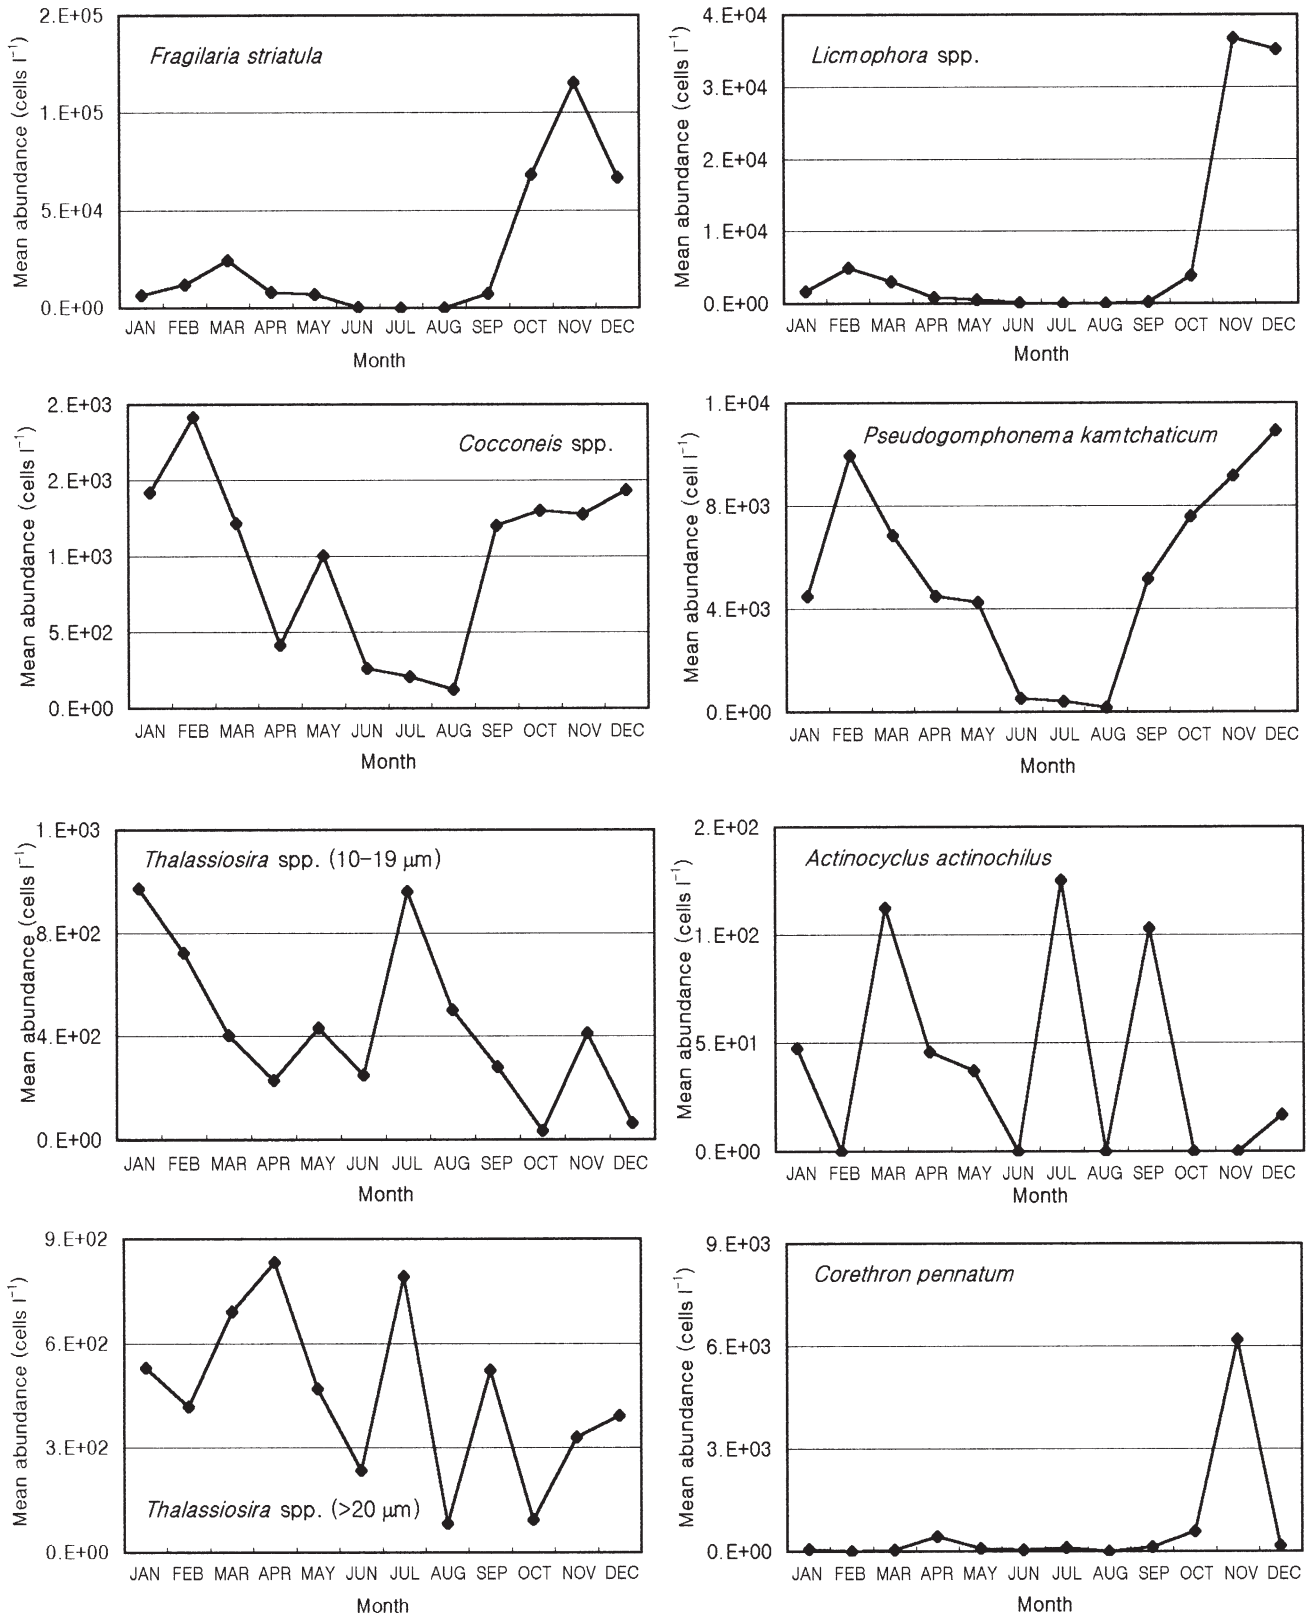 Mean abundance (cells l⁻¹)
2.E+05
1.E+05
5.E+04
0.E+00
Fragilaria striatula
JAN FEB MAR APR MAY JUN JUL AUG SEP OCT NOV DEC
Month
Mean abundance (cells l⁻¹)
4.E+04
3.E+04
2.E+04
1.E+04
0.E+00
Licmophora spp.
JAN FEB MAR APR MAY JUN JUL AUG SEP OCT NOV DEC
Month
Mean abundance (cells l⁻¹)
2.E+03
2.E+03
1.E+03
5.E+02
0.E+00
Cocconeis spp.
JAN FEB MAR APR MAY JUN JUL AUG SEP OCT NOV DEC
Month
Mean abundance (cell l⁻¹)
1.E+04
8.E+03
4.E+03
0.E+00
Pseudogomphonema kamtchaticum
JAN FEB MAR APR MAY JUN JUL AUG SEP OCT NOV DEC
Month
Mean abundance (cells l⁻¹)
1.E+03
8.E+02
4.E+02
0.E+00
Thalassiosira spp. (10-19 μm)
JAN FEB MAR APR MAY JUN JUL AUG SEP OCT NOV DEC
Month
Mean abundance (cells l⁻¹)
2.E+02
1.E+02
5.E+01
0.E+00
Actinocyclus actinochilus
JAN FEB MAR APR MAY JUN JUL AUG SEP OCT NOV DEC
Month
Mean abundance (cells l⁻¹)
9.E+02
6.E+02
3.E+02
0.E+00
Thalassiosira spp. (>20 μm)
JAN FEB MAR APR MAY JUN JUL AUG SEP OCT NOV DEC
Month
Mean abundance (cells l⁻¹)
9.E+03
6.E+03
3.E+03
0.E+00
Corethron pennatum
JAN FEB MAR APR MAY JUN JUL AUG SEP OCT NOV DEC
Month